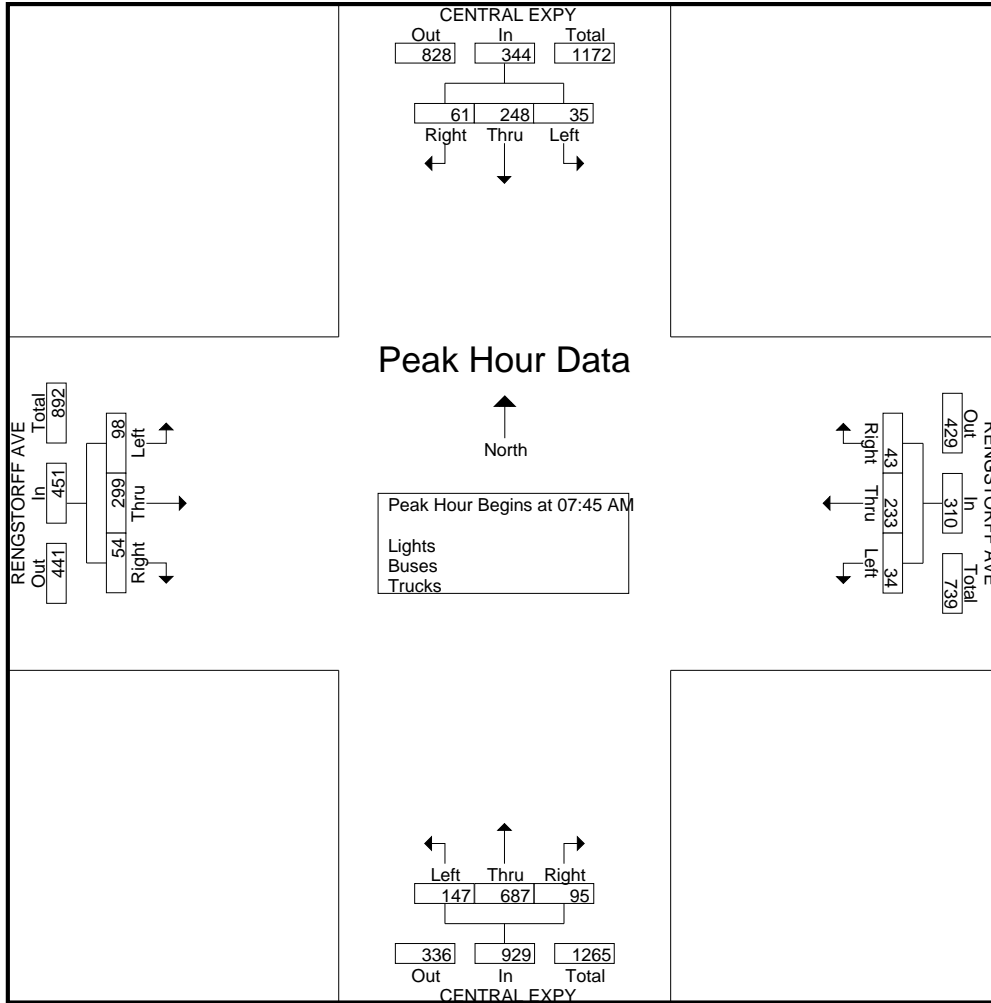 CENTRAL EXPY
Out In Total
828 344 1172
61 248 35
Right Thru Left
Peak Hour Data
North
Peak Hour Begins at 07:45 AM
Lights
Buses
Trucks
RENGSTORFF AVE
Out In Total
441 451 892
Left Thru Right
98 299 54
RENGSTORFF AVE
Out In Total
429 310 739
Right Thru Left
43 233 34
Left Thru Right
147 687 95
336 929 1265
Out In Total
CENTRAL EXPY